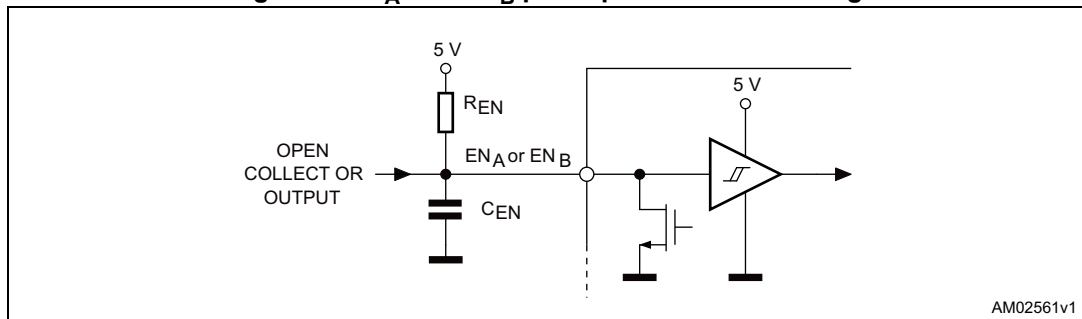 5 V
REN
5 V
OPEN
COLLECT OR
OUTPUT
ENA or ENB
CEN
AM02561v1